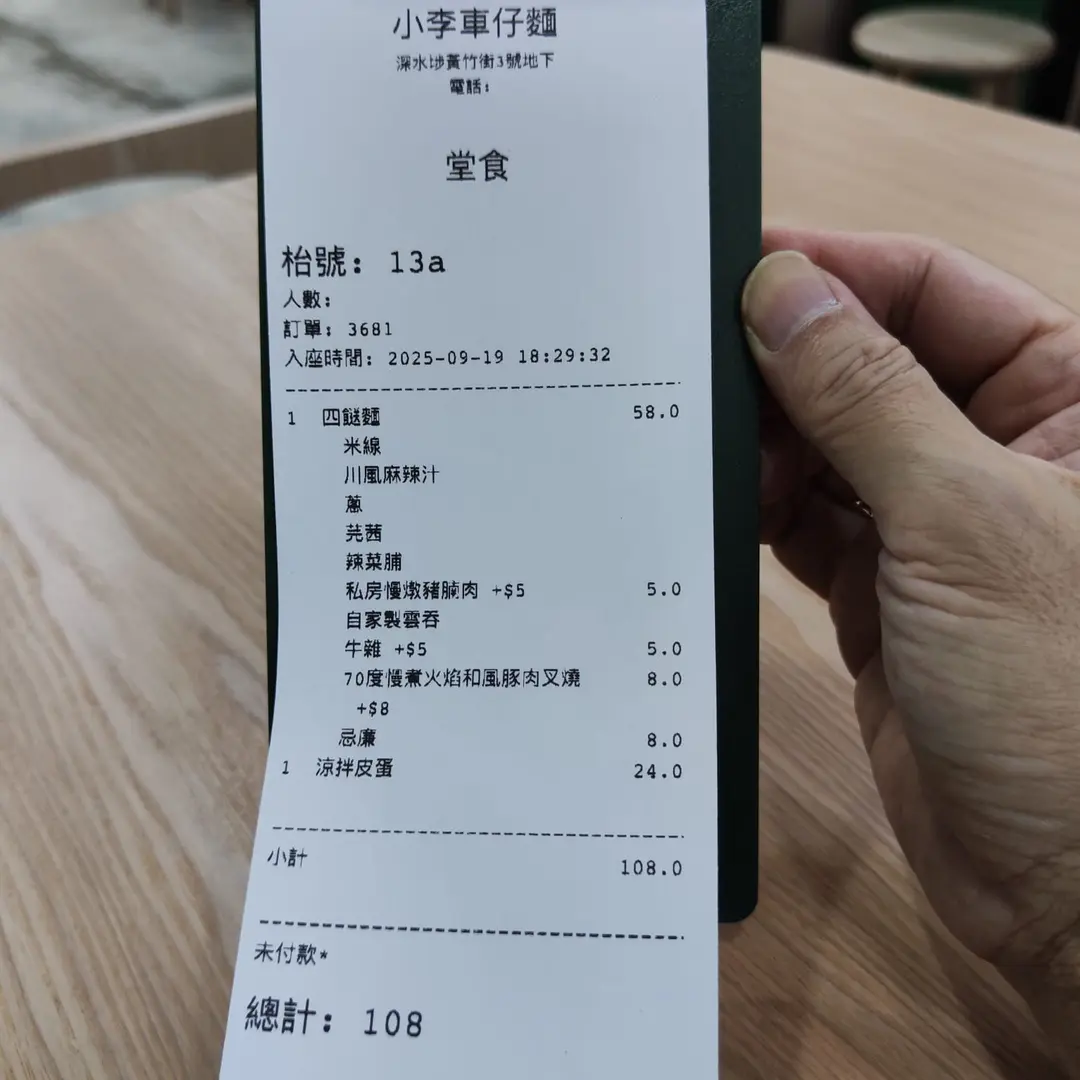 小李車仔麵
深水埗黃竹街3號地下
電話:
堂食
枱號: 13a
人數:
訂單: 3681
入座時間: 2025-09-19 18:29:32
1 四餸麵 58.0
米線
川風麻辣汁
蔥
芫茜
辣菜脯
私房慢燉豬腩肉 +$5 5.0
自家製雲吞
牛雜 +$5 5.0
70度慢煮火焰和風豚肉叉燒 8.0
+$8
忌廉 8.0
1 涼拌皮蛋 24.0
小計 108.0
未付款*
總計: 108